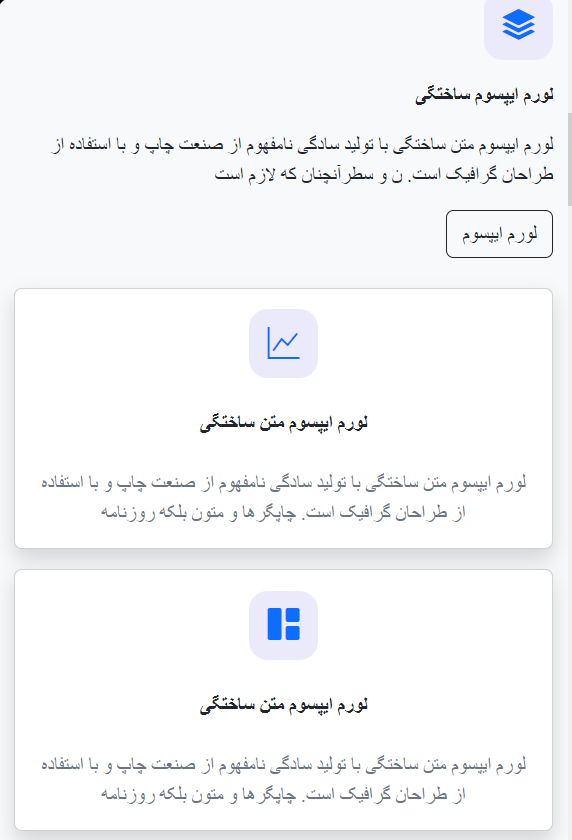 لورم ایپسوم ساختگی
لورم ایپسوم متن ساختگی با تولید سادگی نامفهوم از صنعت چاپ و با استفاده از
طراحان گرافیک است. ن و سطرآنچنان که لازم است
لورم ایپسوم
لورم ایپسوم متن ساختگی
لورم ایپسوم متن ساختگی با تولید سادگی نامفهوم از صنعت چاپ و با استفاده
از طراحان گرافیک است. چاپگرها و متون بلکه روزنامه
لورم ایپسوم متن ساختگی
لورم ایپسوم متن ساختگی با تولید سادگی نامفهوم از صنعت چاپ و با استفاده
از طراحان گرافیک است. چاپگرها و متون بلکه روزنامه